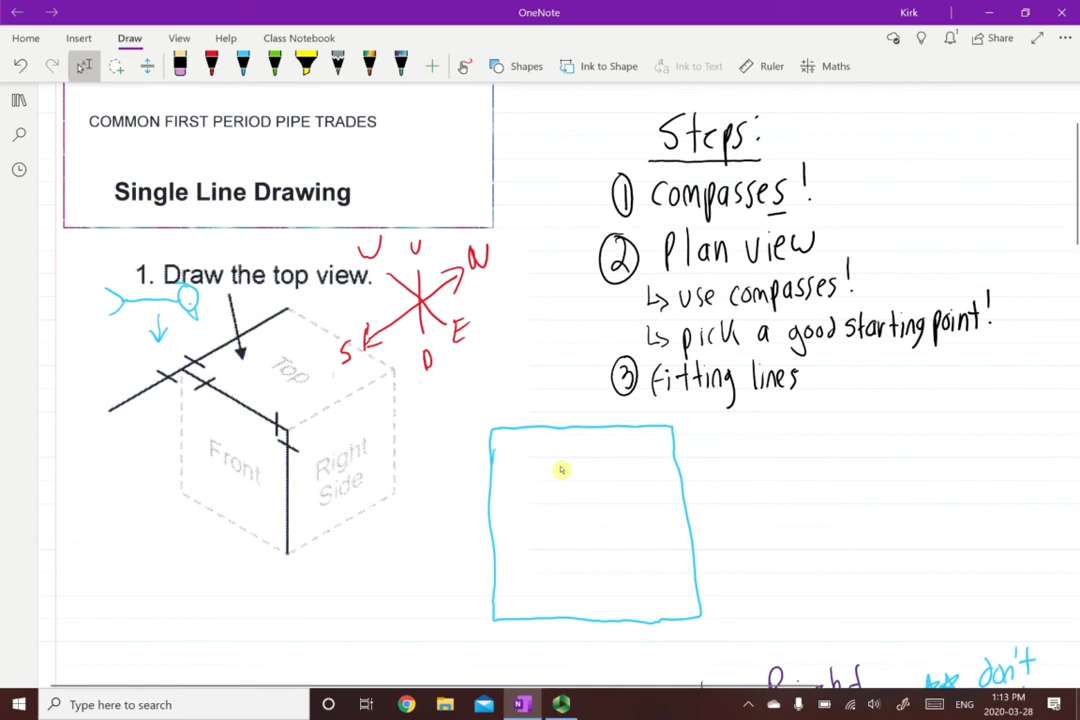 OneNote
Kirk
Home Insert Draw View Help Class Notebook
Share
Shapes Ink to Shape Ink to Text Ruler Maths
COMMON FIRST PERIOD PIPE TRADES
Single Line Drawing
1. Draw the top view.
U
N
S
D
E
Top
Front
Right
Side
Steps:
① compasses!
② Plan view
↳ use compasses!
↳ pick a good starting point!
③ Fitting lines
don't
Type here to search
ENG
1:13 PM
2020-03-28